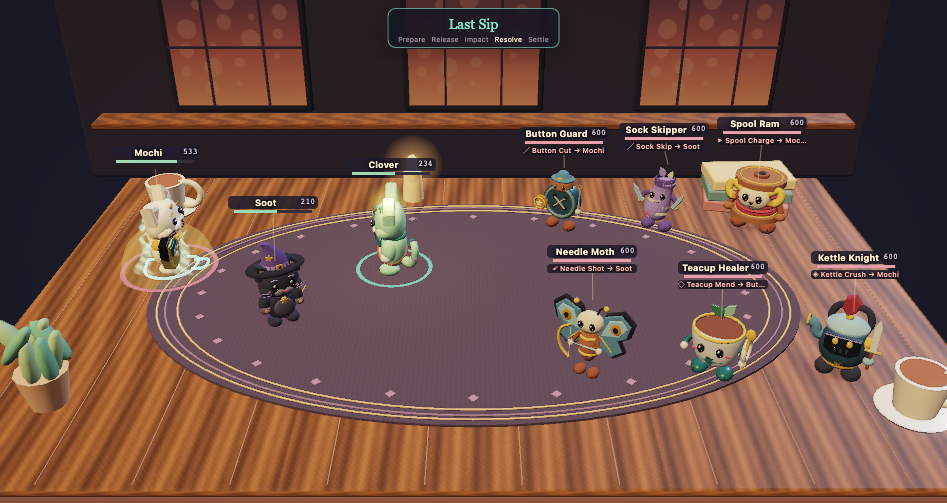 Last Sip
Prepare Release Impact Resolve Settle
Mochi 533
Soot 210
Clover 234
Button Guard 600
Button Cut → Mochi
Sock Skipper 600
Sock Skip → Soot
Spool Ram 600
Spool Charge → Moc...
Needle Moth 600
Needle Shot → Soot
Teacup Healer 600
Teacup Mend → But...
Kettle Knight 600
Kettle Crush → Mochi